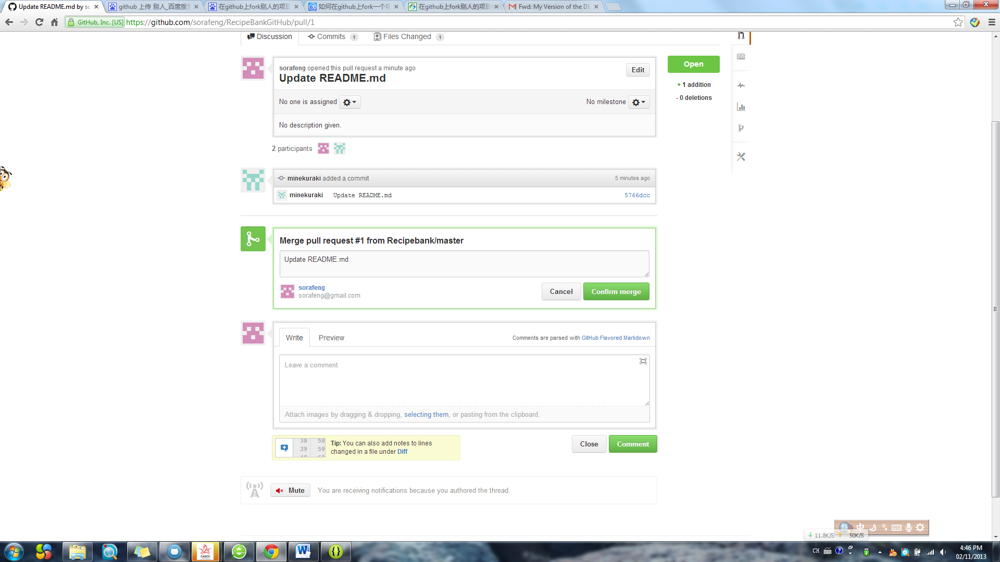 Update README.md by sc
github 上传 别人_百度搜索
在github上fork别人的项目
如何在github上fork一个项
在github上fork别人的项目
Fwd: My Version of the DE
GitHub, Inc. [US] https://github.com/sorafeng/RecipeBankGitHub/pull/1
Discussion Commits 1 Files Changed 1
sorafeng opened this pull request a minute ago
Edit
Update README.md
Open
+ 1 addition
- 0 deletions
No one is assigned
No milestone
No description given.
2 participants
minekuraki added a commit 5 minutes ago
minekuraki Update README.md 5766dcc
Merge pull request #1 from Recipebank/master
Update README.md
sorafeng
sorafeng@gmail.com
Cancel Confirm merge
Write Preview Comments are parsed with GitHub Flavored Markdown
Leave a comment
Attach images by dragging & dropping, selecting them, or pasting from the clipboard.
38 58
39 59
40 60
Tip: You can also add notes to lines
changed in a file under Diff
Close Comment
Mute You are receiving notifications because you authored the thread.
中
11.8K/S 50K/S
CASCC
CH
4:46 PM
02/11/2013